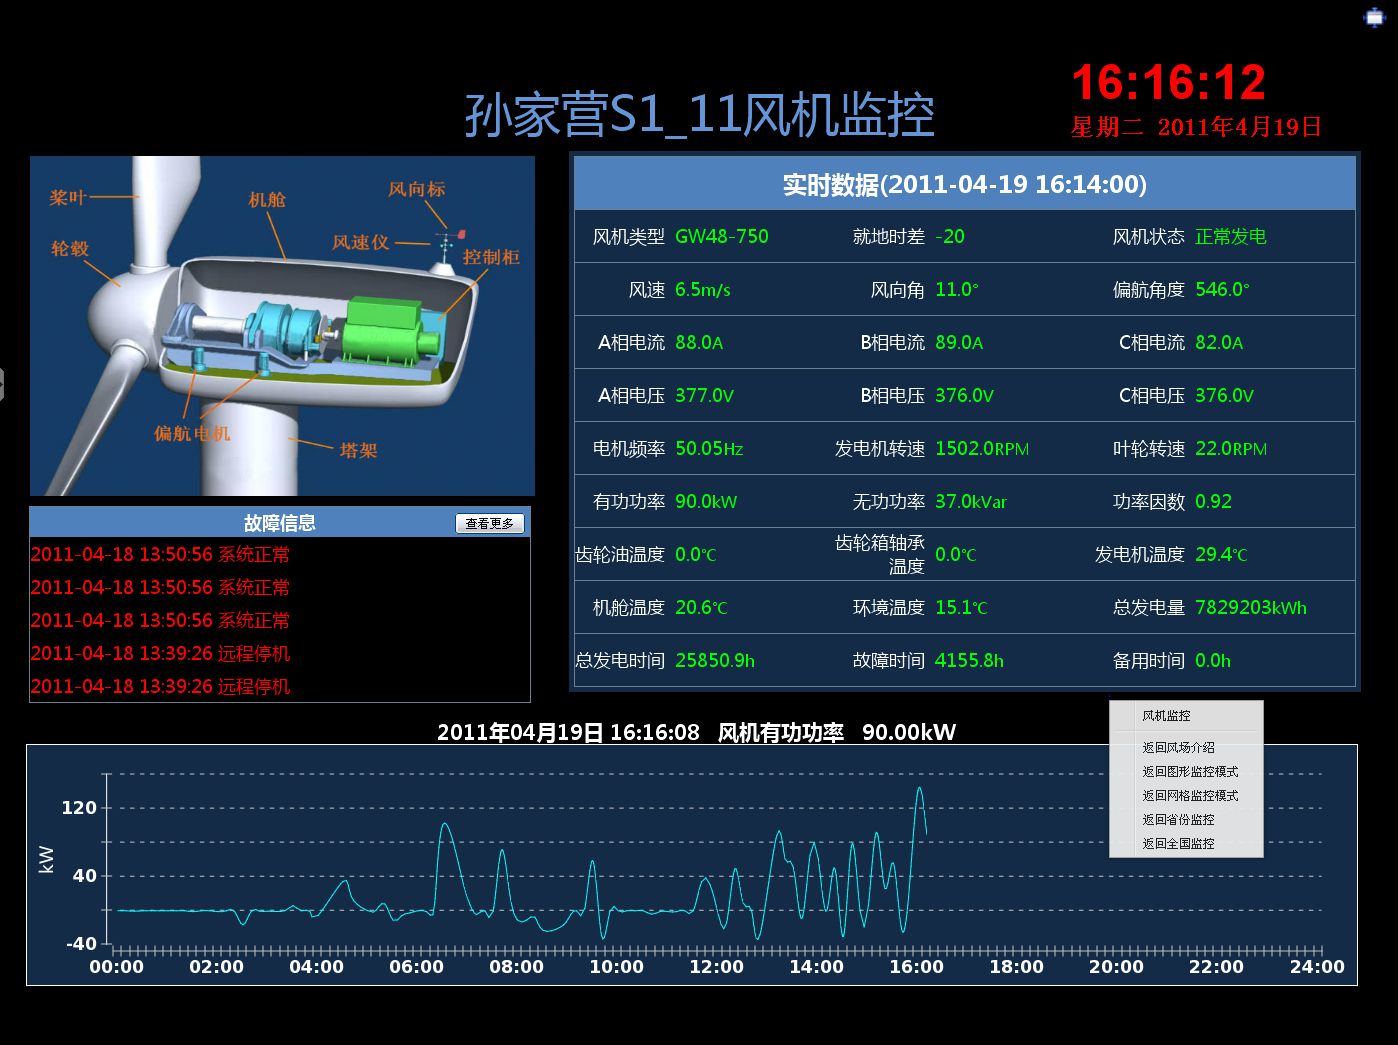 16:16:12
孙家营S1_11风机监控
星期二 2011年4月19日
桨叶
机舱
风向标
轮毂
风速仪
控制柜
偏航电机
塔架
实时数据(2011-04-19 16:14:00)
风机类型 GW48-750 就地时差 -20 风机状态 正常发电
风速 6.5m/s 风向角 11.0° 偏航角度 546.0°
A相电流 88.0A B相电流 89.0A C相电流 82.0A
A相电压 377.0V B相电压 376.0V C相电压 376.0V
电机频率 50.05Hz 发电机转速 1502.0RPM 叶轮转速 22.0RPM
有功功率 90.0kW 无功功率 37.0kVar 功率因数 0.92
齿轮油温度 0.0℃ 齿轮箱轴承
温度 0.0℃ 发电机温度 29.4℃
机舱温度 20.6℃ 环境温度 15.1℃ 总发电量 7829203kWh
总发电时间 25850.9h 故障时间 4155.8h 备用时间 0.0h
故障信息 查看更多
2011-04-18 13:50:56 系统正常
2011-04-18 13:50:56 系统正常
2011-04-18 13:50:56 系统正常
2011-04-18 13:39:26 远程停机
2011-04-18 13:39:26 远程停机
2011年04月19日 16:16:08 风机有功功率 90.00kW
风机监控
返回风场介绍
返回图形监控模式
返回网格监控模式
返回省份监控
返回全国监控
120
kW
40
-40
00:00 02:00 04:00 06:00 08:00 10:00 12:00 14:00 16:00 18:00 20:00 22:00 24:00